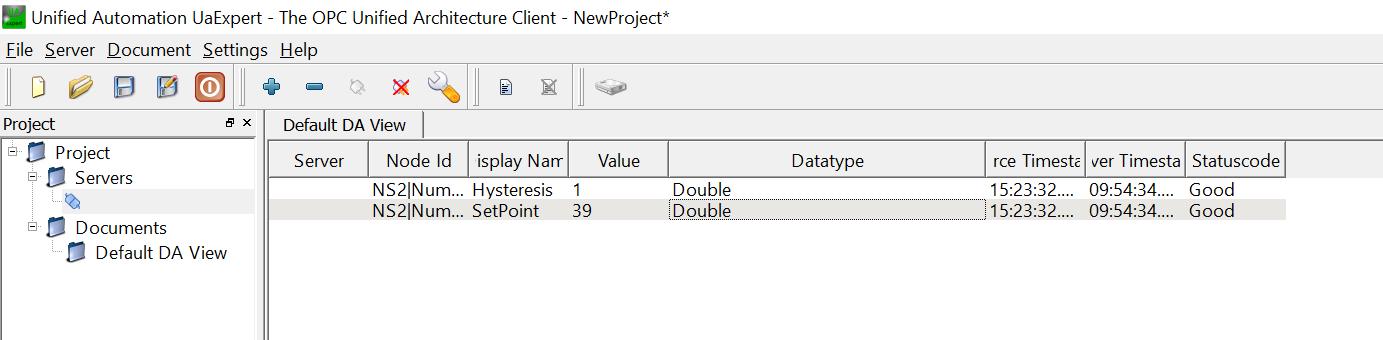 Unified Automation UaExpert - The OPC Unified Architecture Client - NewProject*
File Server Document Settings Help
Project
Project
Servers
Documents
Default DA View
Default DA View
Server Node Id isplay Nam Value Datatype rce Timesta ver Timesta Statuscode
NS2|Num... Hysteresis 1 Double 15:23:32.... 09:54:34.... Good
NS2|Num... SetPoint 39 Double 15:23:32.... 09:54:34.... Good